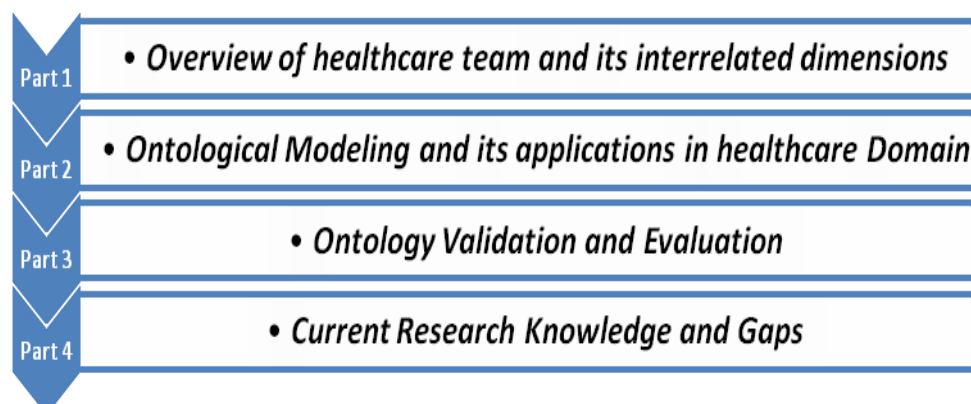 Part 1
• Overview of healthcare team and its interrelated dimensions
Part 2
• Ontological Modeling and its applications in healthcare Domain
Part 3
• Ontology Validation and Evaluation
Part 4
• Current Research Knowledge and Gaps